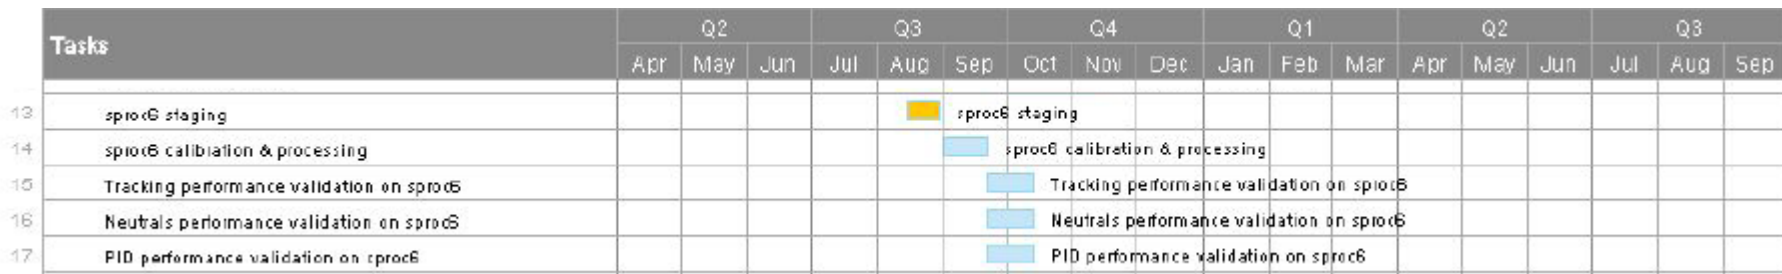 Tasks
Q2 Q3 Q4 Q1 Q2 Q3
Apr May Jun Jul Aug Sep Oct Nov Dec Jan Feb Mar Apr May Jun Jul Aug Sep
13 sproc6 staging sproc6 staging
14 sproc6 calibration & processing sproc6 calibration & processing
15 Tracking performance validation on sproc6 Tracking performance validation on sproc6
16 Neutrals performance validation on sproc6 Neutrals performance validation on sproc6
17 PID performance validation on sproc6 PID performance validation on sproc6